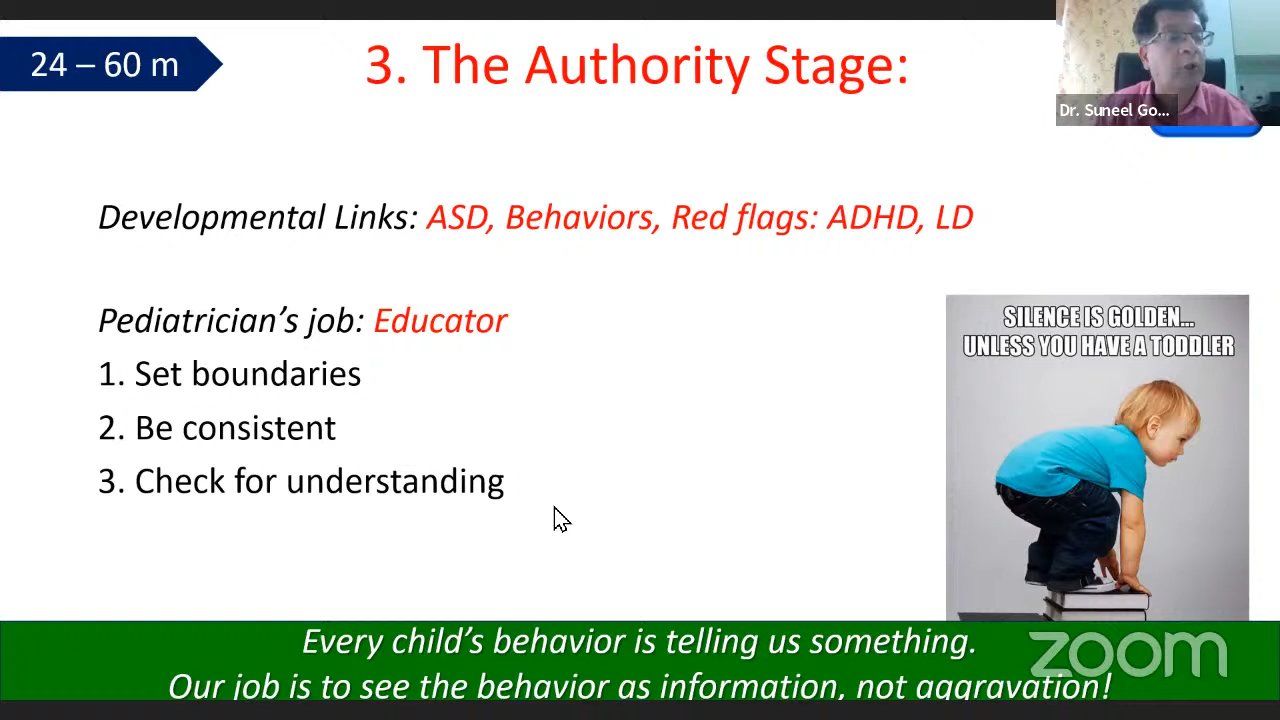 24 – 60 m
3. The Authority Stage:
Dr. Suneel Go...
Developmental Links: ASD, Behaviors, Red flags: ADHD, LD
Pediatrician's job: Educator
1. Set boundaries
2. Be consistent
3. Check for understanding
SILENCE IS GOLDEN...
UNLESS YOU HAVE A TODDLER
Every child's behavior is telling us something.
Our job is to see the behavior as information, not aggravation!
zoom